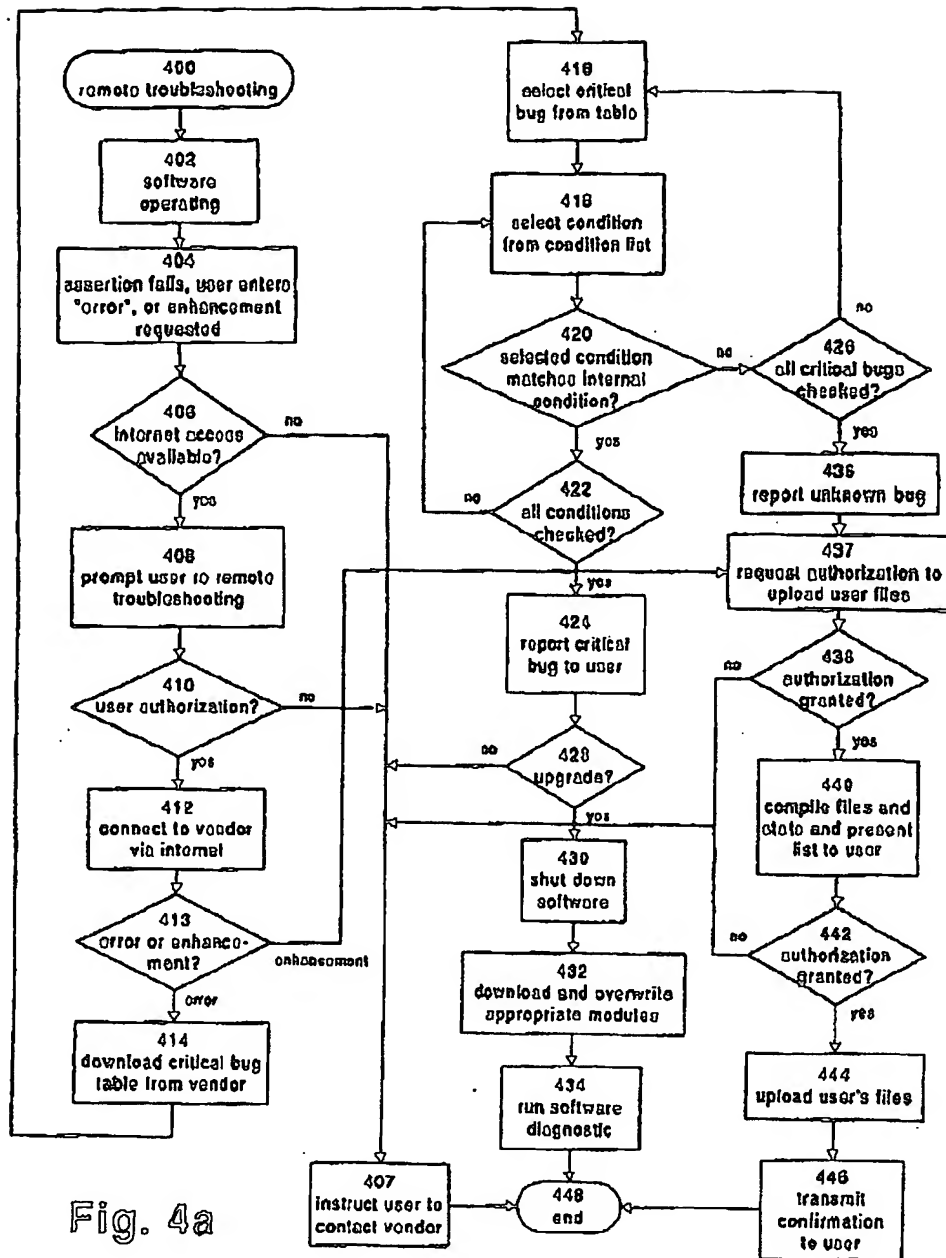 400
remote troubleshooting
402
software
operating
404
assertion fails, user enters
"error", or enhancement
requested
406
internet access
available?
no
yes
408
prompt user re remote
troubleshooting
410
user authorization?
no
yes
412
connect to vendor
via internet
413
error or enhance-
ment?
enhancement
error
414
download critical bug
table from vendor
407
instruct user to
contact vendor
416
select critical
bug from table
418
select condition
from condition list
420
selected condition
matches internal
condition?
no
yes
422
all conditions
checked?
no
yes
424
report critical
bug to user
428
upgrade?
no
yes
430
shut down
software
432
download and overwrite
appropriate modules
434
run software
diagnostic
448
end
no
426
all critical bugs
checked?
yes
436
report unknown bug
437
request authorization to
upload user files
438
authorization
granted?
no
yes
440
compile files and
state and present
list to user
442
authorization
granted?
no
yes
444
upload user's files
446
transmit
confirmation
to user
Fig. 4a